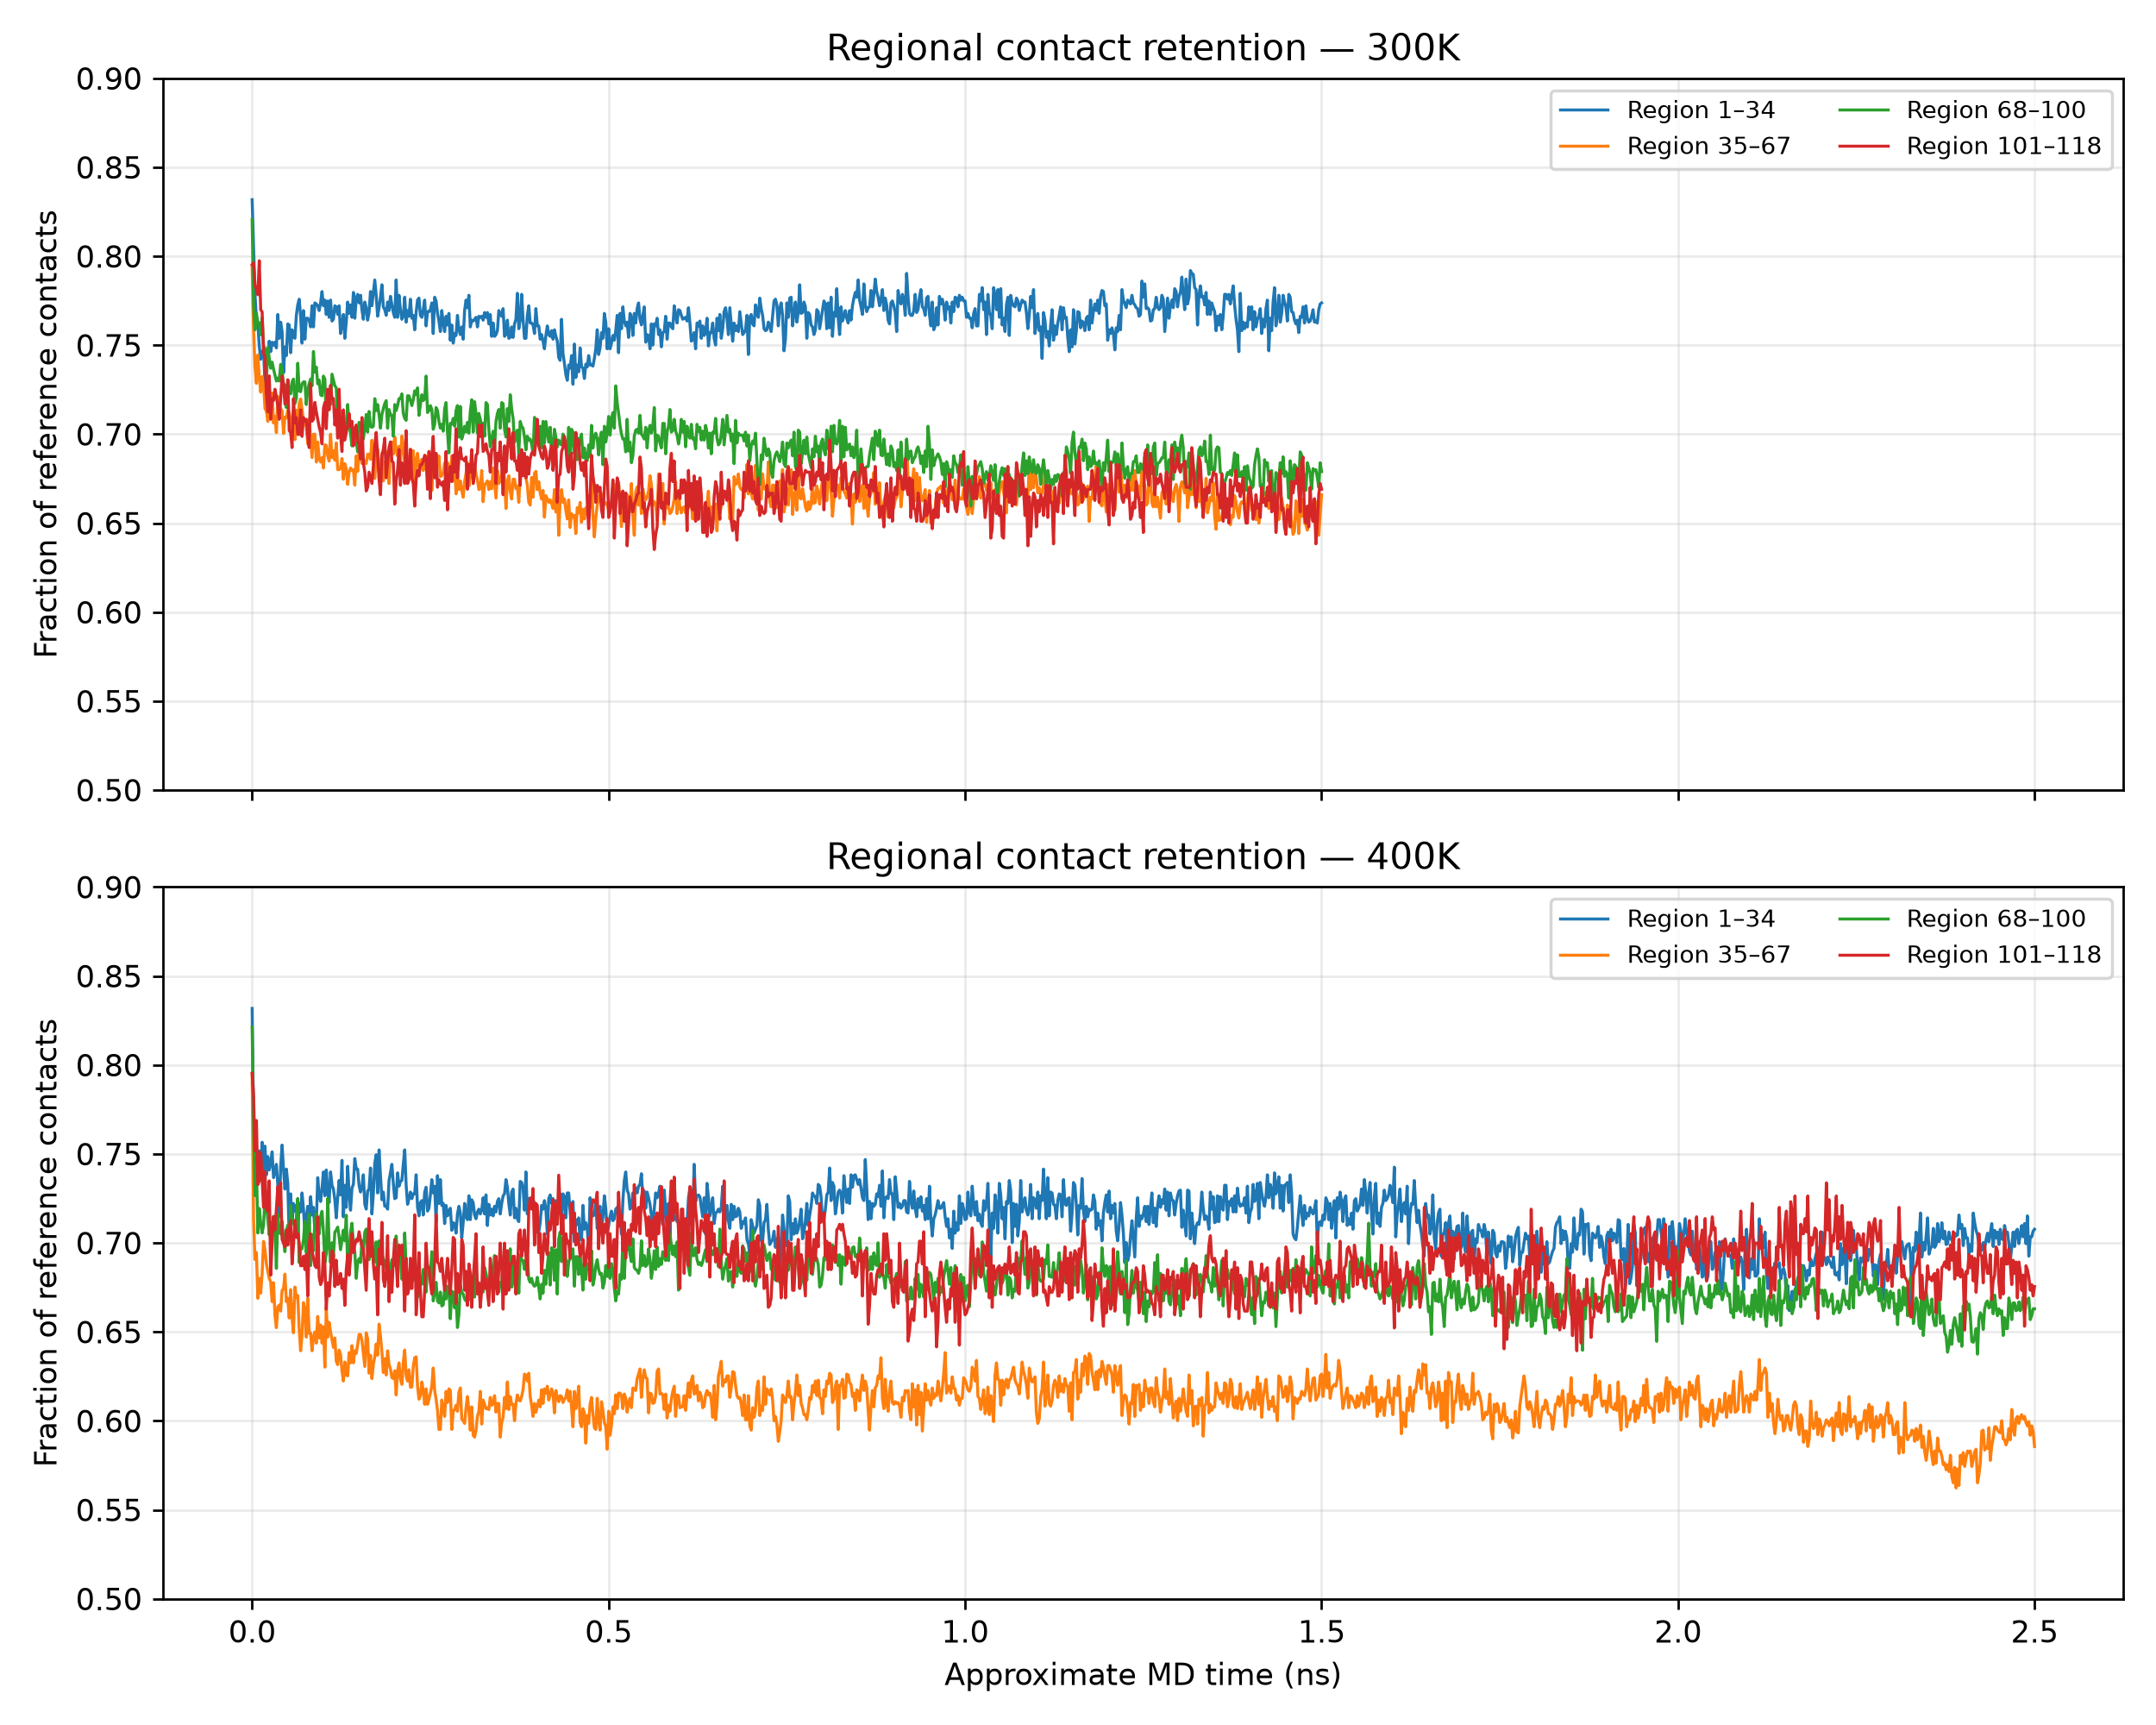 Regional contact retention — 300K
Fraction of reference contacts
0.90
0.85
0.80
0.75
0.70
0.65
0.60
0.55
0.50
Region 1–34
Region 35–67
Region 68–100
Region 101–118
Regional contact retention — 400K
Fraction of reference contacts
0.90
0.85
0.80
0.75
0.70
0.65
0.60
0.55
0.50
Region 1–34
Region 35–67
Region 68–100
Region 101–118
0.0 0.5 1.0 1.5 2.0 2.5
Approximate MD time (ns)